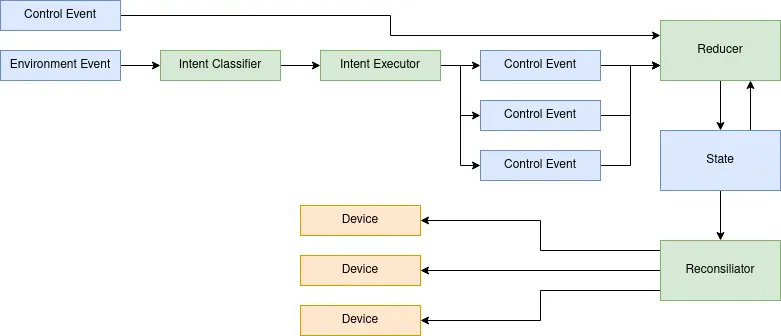 Control Event
Reducer
Environment Event
Intent Classifier
Intent Executor
Control Event
Control Event
Control Event
State
Device
Device
Reconsiliator
Device